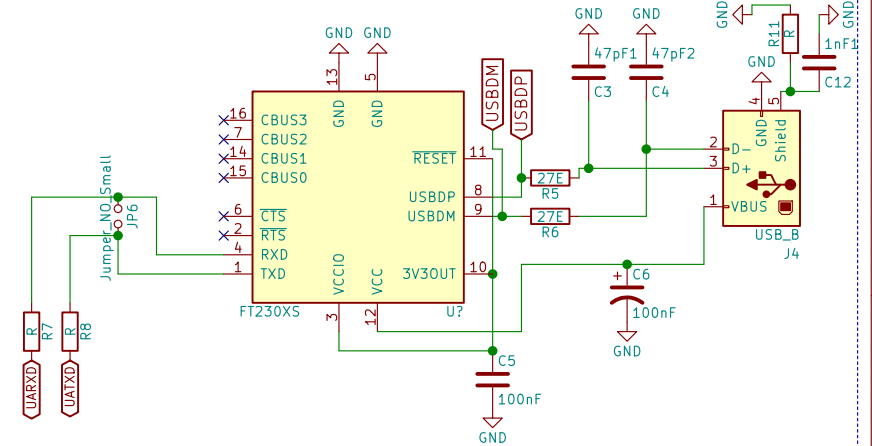 GND
GND
GND
GND
GND
GND
47pF1
47pF2
R11
R
1nF1
C3
C4
C12
GND
13
5
USBDM
USBDP
4
5
GND
GND
GND
Shield
16
CBUS3
7
CBUS2
14
CBUS1
15
CBUS0
RESET
11
2
D-
3
D+
27E
R5
USBDP
8
USBDM
9
27E
R6
1
VBUS
USB_B
J4
Jumper_NO_Small
JP6
6
CTS
2
RTS
4
RXD
1
TXD
VCCIO
VCC
3V3OUT
10
+
C6
100nF
GND
FT230XS
U?
3
12
R
R7
R
R8
UARXD
UATXD
C5
100nF
GND